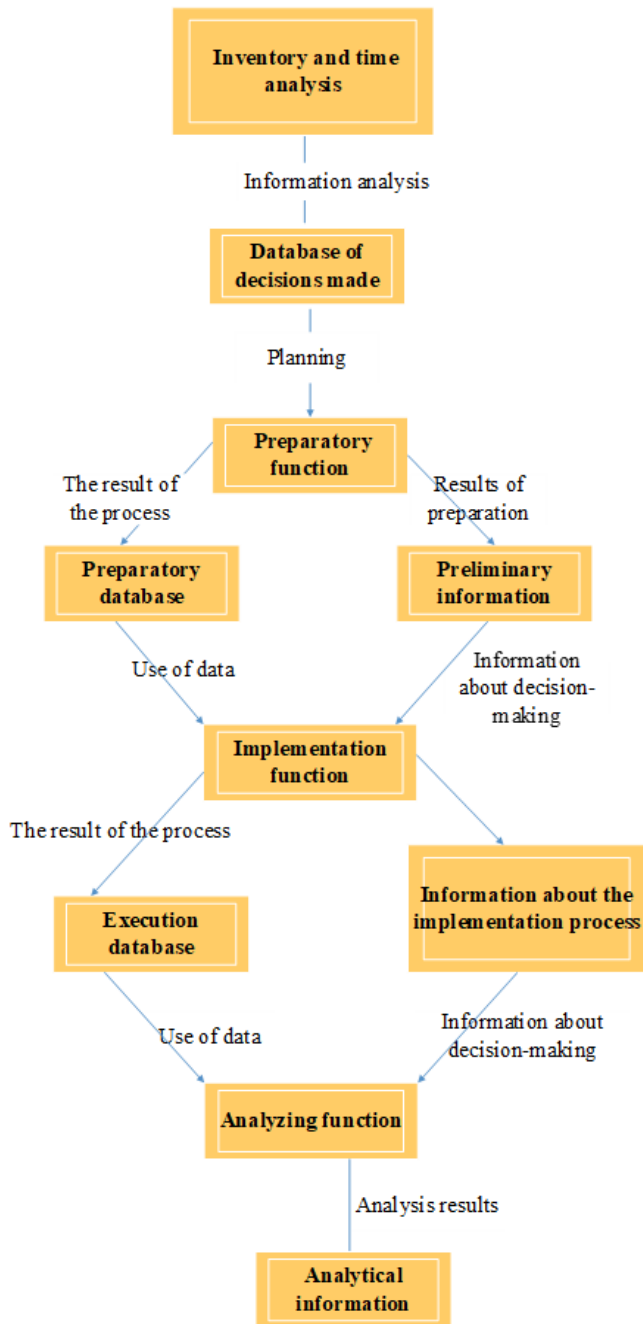 Inventory and time
analysis
Information analysis
Database of
decisions made
Planning
Preparatory
function
The result of
the process
Results of
preparation
Preparatory
database
Preliminary
information
Use of data
Information
about decision-
making
Implementation
function
The result of the process
Information about the
implementation process
Execution
database
Use of data
Information about
decision-making
Analyzing function
Analysis results
Analytical
information